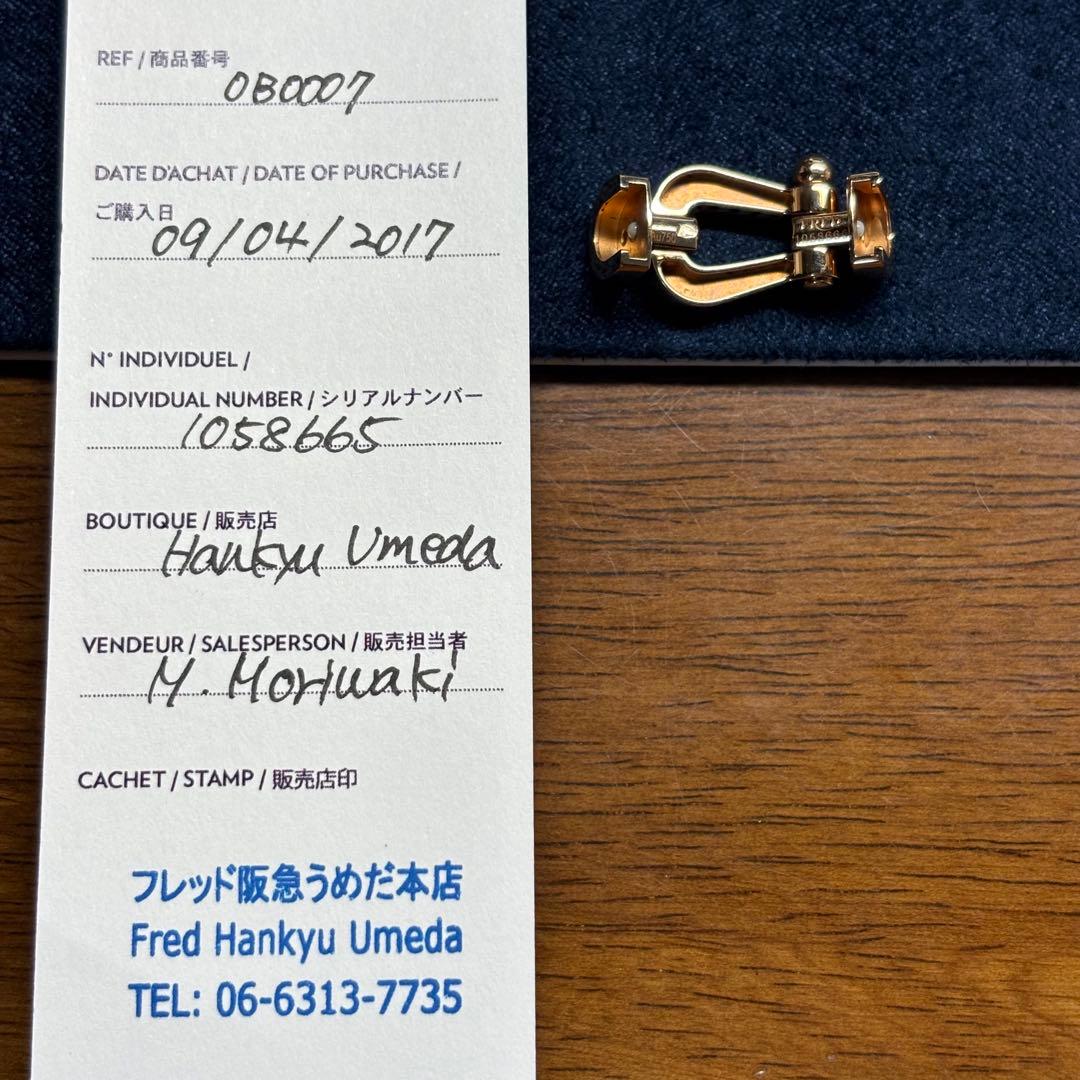 REF / 商品番号
0B0007
DATE D'ACHAT / DATE OF PURCHASE /
ご購入日
09/04/2017
N° INDIVIDUEL /
INDIVIDUAL NUMBER / シリアルナンバー
1058665
BOUTIQUE / 販売店
Hankyu Umeda
VENDEUR / SALESPERSON / 販売担当者
M. Moriwaki
CACHET / STAMP / 販売店印
フレッド阪急うめだ本店
Fred Hankyu Umeda
TEL: 06-6313-7735
FRED